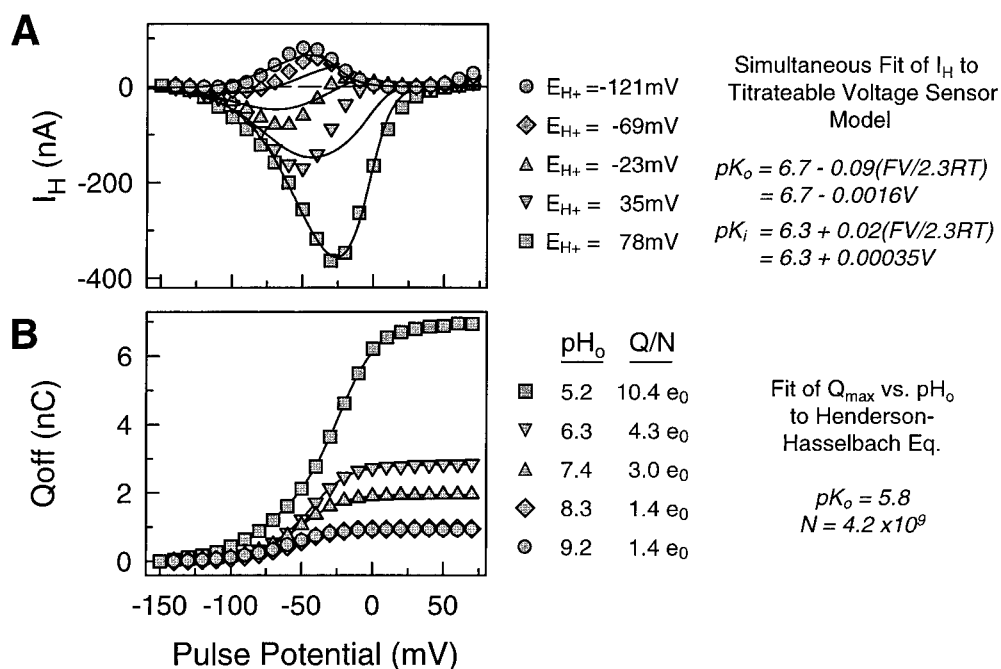 A
0
-200
-400
I_H (nA)
E_H+ =-121mV
E_H+ = -69mV
E_H+ = -23mV
E_H+ = 35mV
E_H+ = 78mV
Simultaneous Fit of I_H to
Titrateable Voltage Sensor
Model
pK_o = 6.7 - 0.09(FV/2.3RT)
= 6.7 - 0.0016V
pK_i = 6.3 + 0.02(FV/2.3RT)
= 6.3 + 0.00035V
B
6
4
2
0
Qoff (nC)
-150 -100 -50 0 50
Pulse Potential (mV)
pH_o Q/N
5.2 10.4 e_0
6.3 4.3 e_0
7.4 3.0 e_0
8.3 1.4 e_0
9.2 1.4 e_0
Fit of Q_max vs. pH_o
to Henderson-
Hasselbach Eq.
pK_o = 5.8
N = 4.2 x10^9